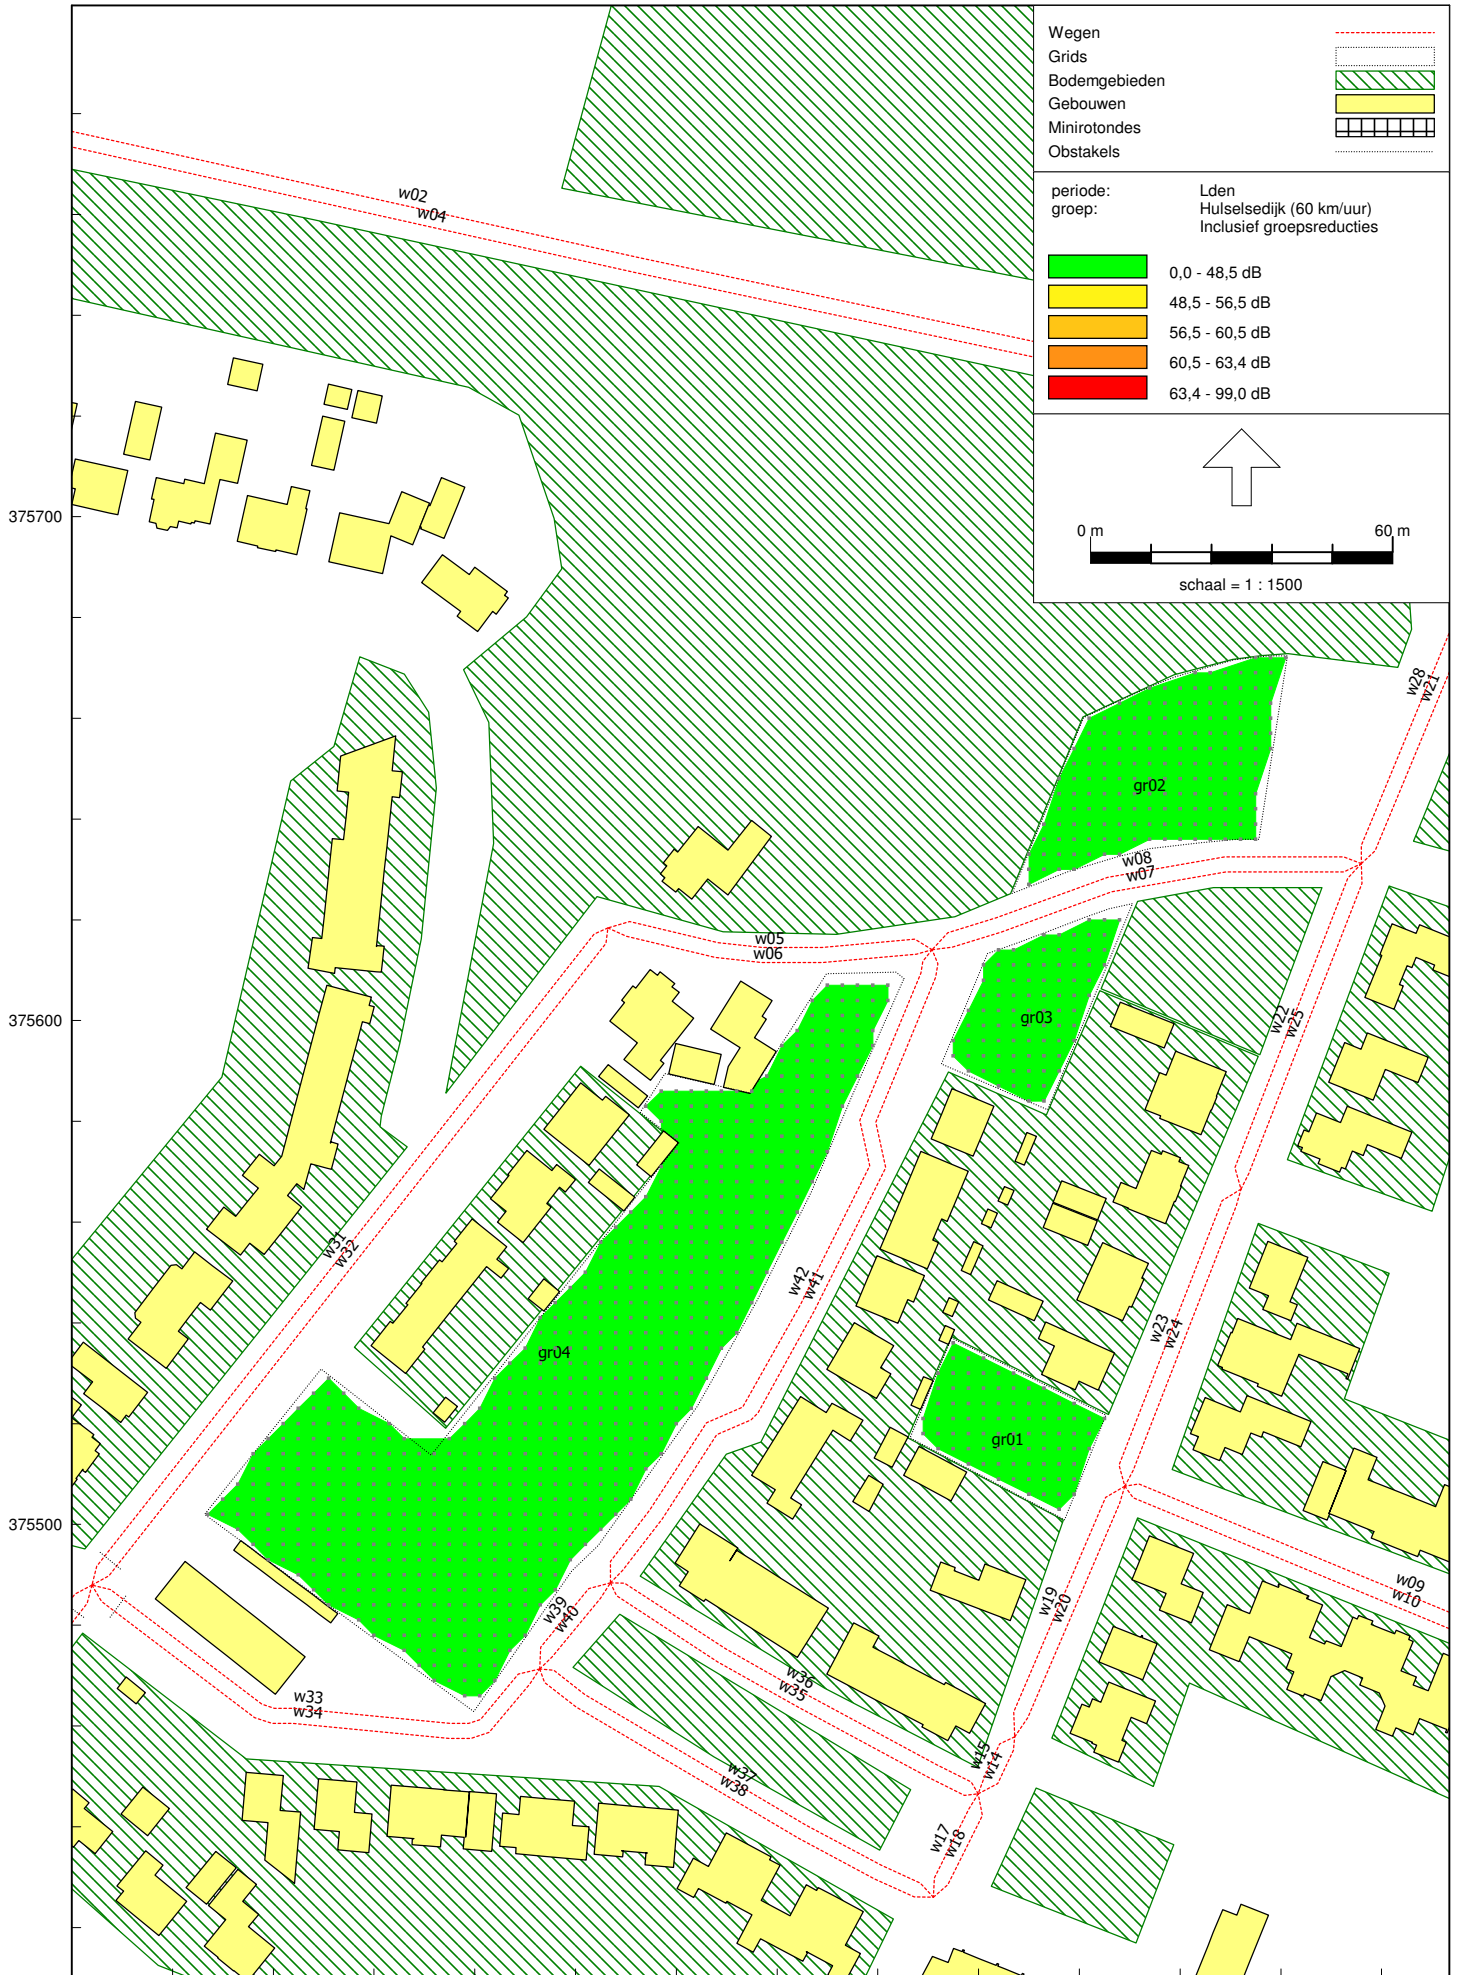 Wegen
Grids
Bodemgebieden
Gebouwen
Minirotondes
Obstakels
periode: Lden
groep: Hulselsedijk (60 km/uur)
Inclusief groepsreducties
0,0 - 48,5 dB
48,5 - 56,5 dB
56,5 - 60,5 dB
60,5 - 63,4 dB
63,4 - 99,0 dB
0 m 60 m
schaal = 1 : 1500
w02
w04
375700
w28
w21
gr02
w08
w07
w05
w06
375600
gr03
w22
w25
w31
w32
w42
w41
w23
w24
gr04
gr01
375500
w09
w10
w39
w40
w19
w20
w36
w35
w33
w34
w15
w14
w37
w38
w17
w18